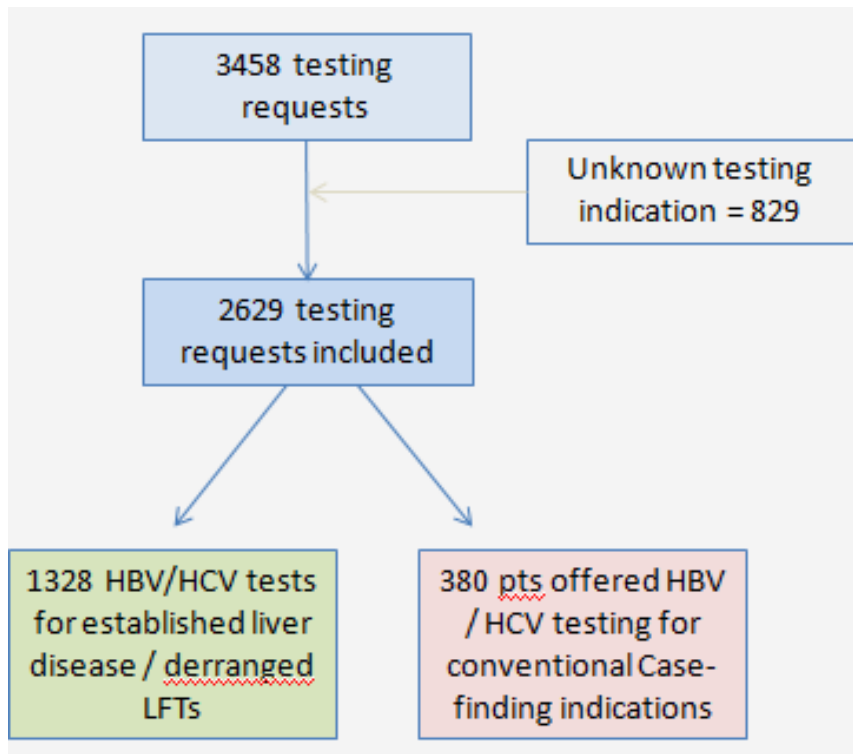 3458 testing
requests
Unknown testing
indication = 829
2629 testing
requests included
1328 HBV/HCV tests
for established liver
disease / derranged
LFTs
380 pts offered HBV
/ HCV testing for
conventional Case-
finding indications